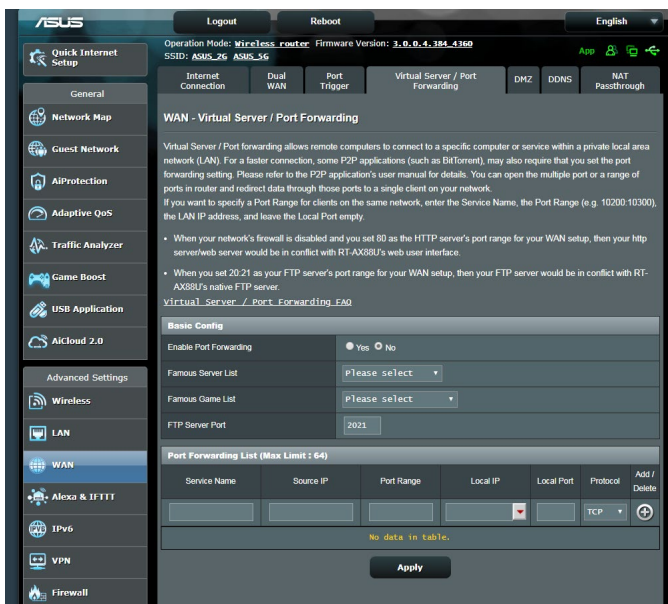 ASUS
Logout
Reboot
English
Quick Internet
Setup
Operation Mode: Wireless router Firmware Version: 3.0.0.4.384_4360
SSID: ASUS_2G ASUS_5G
App
Internet
Connection
Dual
WAN
Port
Trigger
Virtual Server / Port
Forwarding
DMZ
DDNS
NAT
Passthrough
General
Network Map
Guest Network
AiProtection
Adaptive QoS
Traffic Analyzer
Game Boost
USB Application
AiCloud 2.0
Advanced Settings
Wireless
LAN
WAN
Alexa & IFTTT
IPv6
VPN
Firewall
WAN - Virtual Server / Port Forwarding
Virtual Server / Port forwarding allows remote computers to connect to a specific computer or service within a private local area
network (LAN). For a faster connection, some P2P applications (such as BitTorrent), may also require that you set the port
forwarding setting. Please refer to the P2P application's user manual for details. You can open the multiple port or a range of
ports in router and redirect data through those ports to a single client on your network.
If you want to specify a Port Range for clients on the same network, enter the Service Name, the Port Range (e.g. 10200:10300),
the LAN IP address, and leave the Local Port empty.
• When your network's firewall is disabled and you set 80 as the HTTP server's port range for your WAN setup, then your http
server/web server would be in conflict with RT-AX88U's web user interface.
• When you set 20:21 as your FTP server's port range for your WAN setup, then your FTP server would be in conflict with RT-
AX88U's native FTP server.
Virtual Server / Port Forwarding FAQ
Basic Config
Enable Port Forwarding
Yes No
Famous Server List
Please select
Famous Game List
Please select
FTP Server Port
2021
Port Forwarding List (Max Limit : 64)
Service Name
Source IP
Port Range
Local IP
Local Port
Protocol
Add /
Delete
TCP
No data in table.
Apply